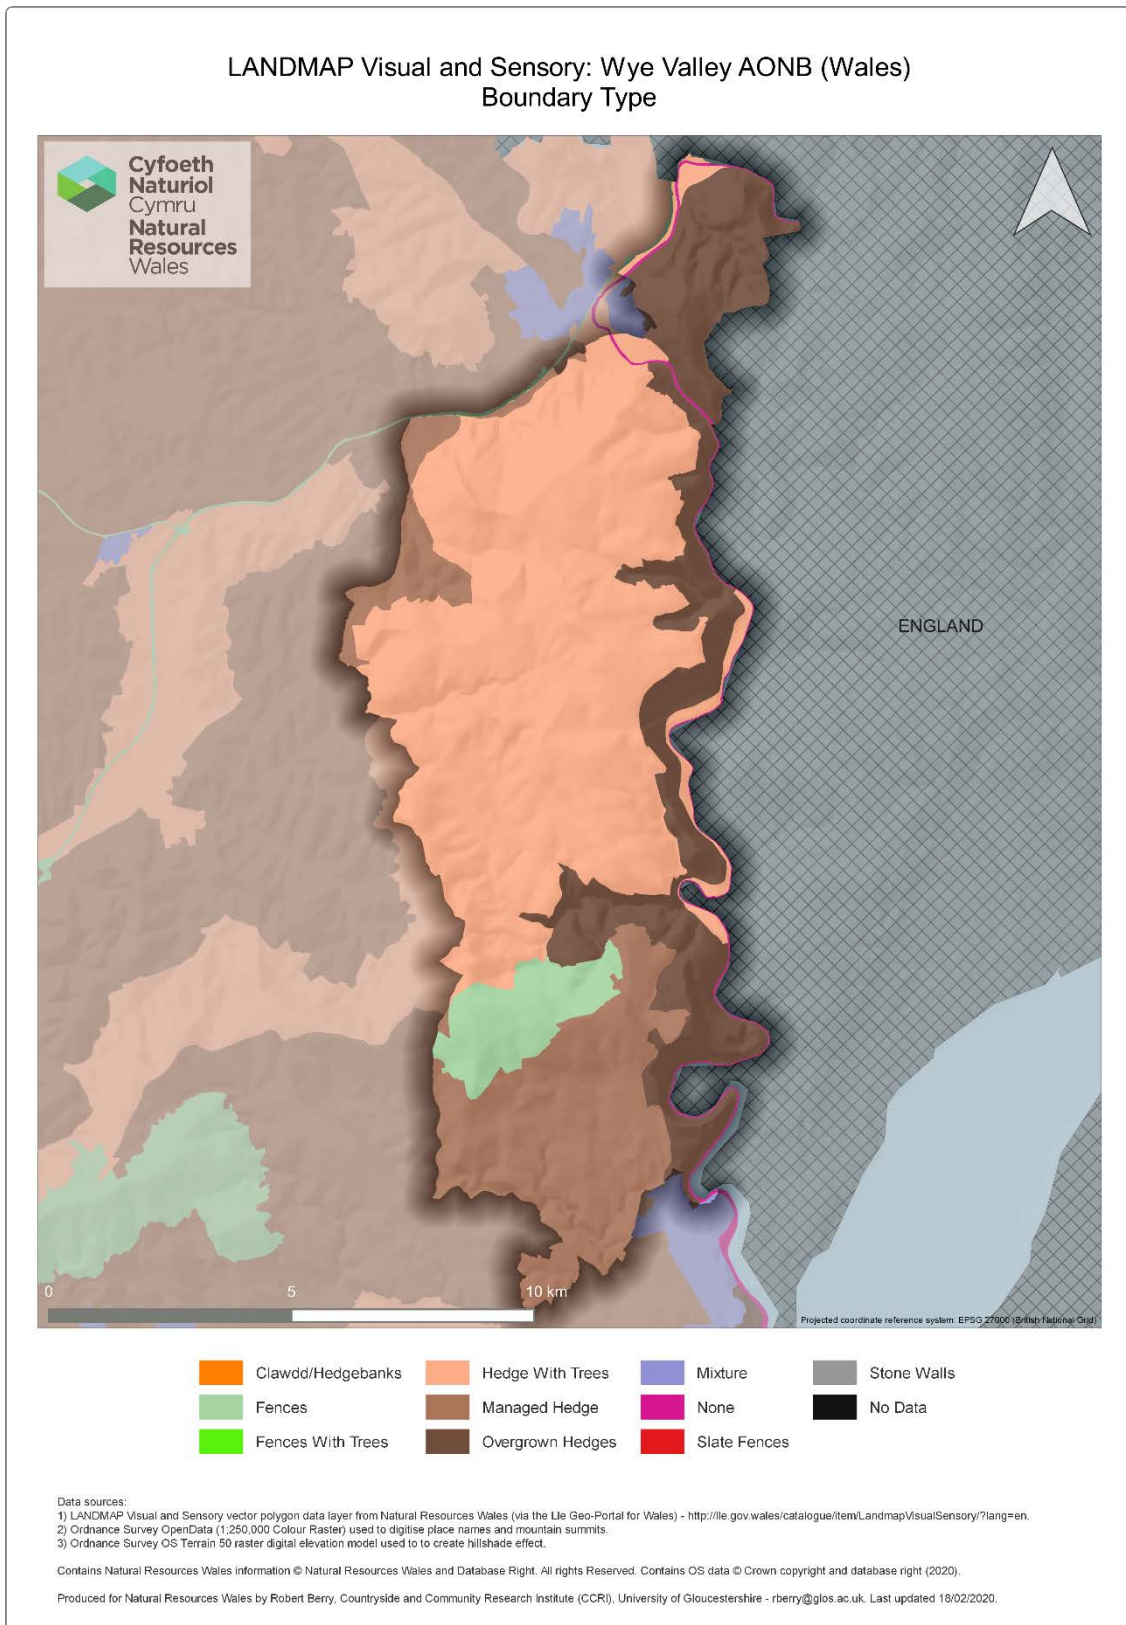 LANDMAP Visual and Sensory: Wye Valley AONB (Wales)
Boundary Type
Cyfoeth
Naturiol
Cymru
Natural
Resources
Wales
ENGLAND
0 5 10 km
Projected coordinate reference system: EPSG 27000 (British National Grid)
Clawdd/Hedgebanks Hedge With Trees Mixture Stone Walls
Fences Managed Hedge None No Data
Fences With Trees Overgrown Hedges Slate Fences
Data sources:
1) LANDMAP Visual and Sensory vector polygon data layer from Natural Resources Wales (via the Lle Geo-Portal for Wales) - http://lle.gov.wales/catalogue/item/LandmapVisualSensory/?lang=en.
2) Ordnance Survey OpenData (1:250,000 Colour Raster) used to digitise place names and mountain summits.
3) Ordnance Survey OS Terrain 50 raster digital elevation model used to to create hillshade effect.
Contains Natural Resources Wales information © Natural Resources Wales and Database Right. All rights Reserved. Contains OS data © Crown copyright and database right (2020).
Produced for Natural Resources Wales by Robert Berry, Countryside and Community Research Institute (CCRI), University of Gloucestershire - rberry@glos.ac.uk. Last updated 18/02/2020.